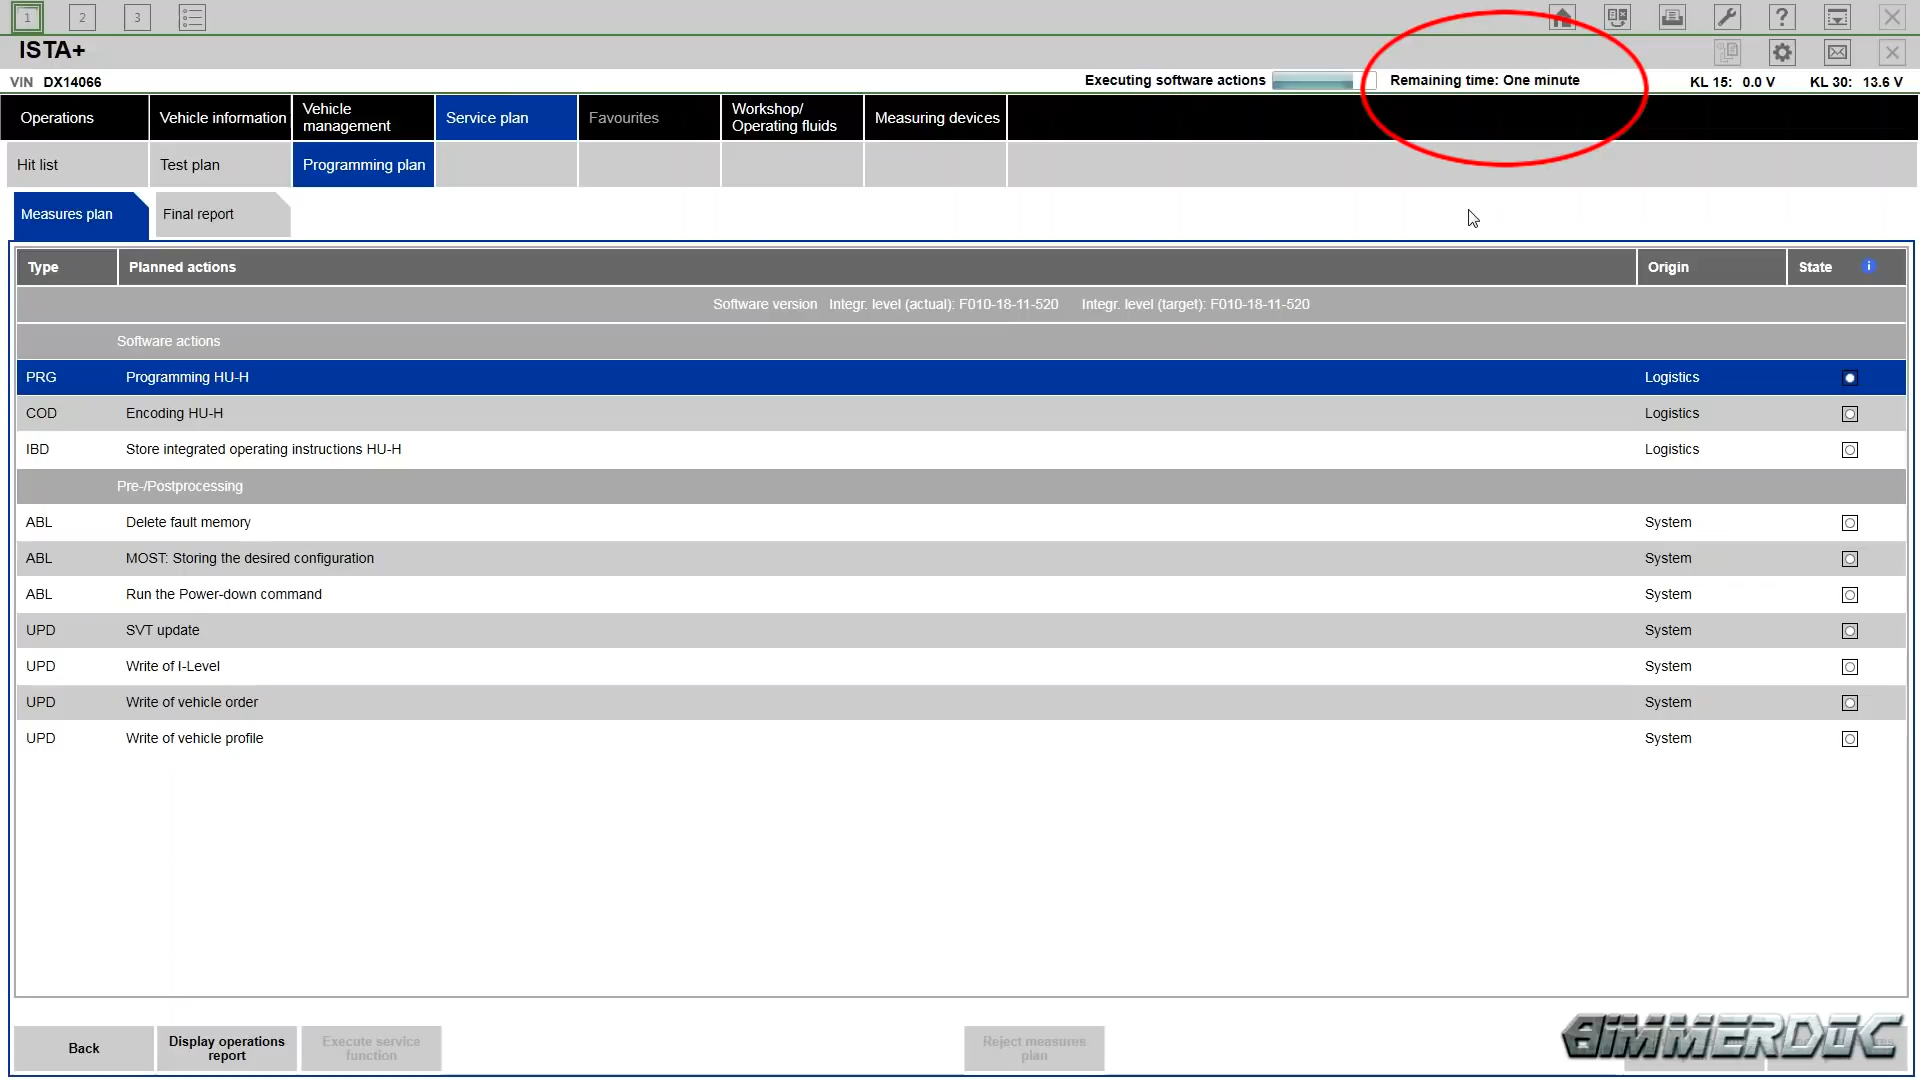 1 2 3
ISTA+
VIN DX14066 Executing software actions Remaining time: One minute KL 15: 0.0 V KL 30: 13.6 V
Operations Vehicle information Vehicle management Service plan Favourites Workshop/ Operating fluids Measuring devices
Hit list Test plan Programming plan
Measures plan Final report
Type Planned actions Origin State i
Software version Integr. level (actual): F010-18-11-520 Integr. level (target): F010-18-11-520
Software actions
PRG Programming HU-H Logistics
COD Encoding HU-H Logistics
IBD Store integrated operating instructions HU-H Logistics
Pre-/Postprocessing
ABL Delete fault memory System
ABL MOST: Storing the desired configuration System
ABL Run the Power-down command System
UPD SVT update System
UPD Write of I-Level System
UPD Write of vehicle order System
UPD Write of vehicle profile System
Back Display operations report Execute service function Reject measures plan
BIMMERDOC